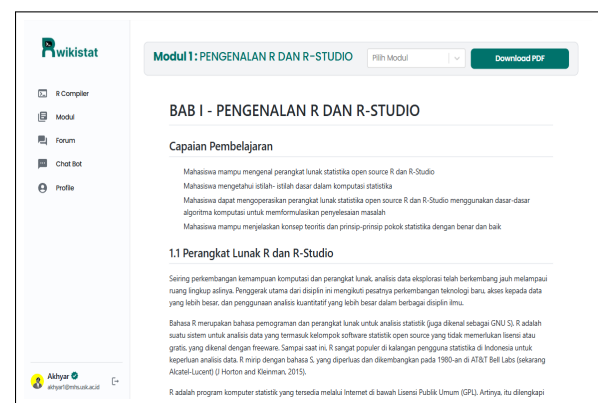 Rwikistat
R Compiler
Modul
Forum
Chat Bot
Profile
Akhyar
akhyar1@mhs.usk.ac.id
Modul 1 : PENGENALAN R DAN R-STUDIO
Pilih Modul
Download PDF
BAB I - PENGENALAN R DAN R-STUDIO
Capaian Pembelajaran
Mahasiswa mampu mengenal perangkat lunak statistika open source R dan R-Studio
Mahasiswa mengetahui istilah- istilah dasar dalam komputasi statistika
Mahasiswa dapat mengoperasikan perangkat lunak statistika open source R dan R-Studio menggunakan dasar-dasar
algoritma komputasi untuk memformulasikan penyelesaian masalah
Mahasiswa mampu menjelaskan konsep teoritis dan prinsip-prinsip pokok statistika dengan benar dan baik
1.1 Perangkat Lunak R dan R-Studio
Seiring perkembangan kemampuan komputasi dan perangkat lunak, analisis data eksplorasi telah berkembang jauh melampaui
ruang lingkup aslinya. Penggerak utama dari disiplin ini mengikuti pesatnya perkembangan teknologi baru, akses kepada data
yang lebih besar, dan penggunaan analisis kuantitatif yang lebih besar dalam berbagai disiplin ilmu.
Bahasa R merupakan bahasa pemograman dan perangkat lunak untuk analisis statistik (juga dikenal sebagai GNU S). R adalah
suatu sistem untuk analisis data yang termasuk kelompok software statistik open source yang tidak memerlukan lisensi atau
gratis, yang dikenal dengan freeware. Sampai saat ini, R sangat populer di kalangan pengguna statistika di Indonesia untuk
keperluan analisis data. R mirip dengan bahasa S, yang diperluas dan dikembangkan pada 1980-an di AT&T Bell Labs (sekarang
Alcatel-Lucent) (J Horton and Kleinman, 2015).
R adalah program komputer statistik yang tersedia melalui Internet di bawah Lisensi Publik Umum (GPL). Artinya, itu dilengkapi